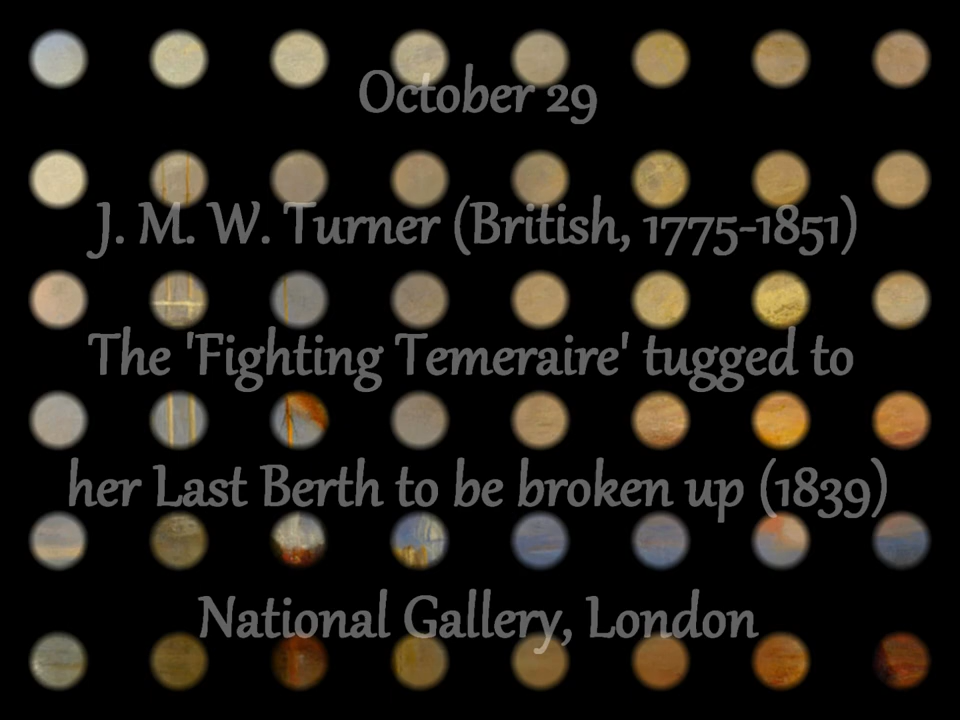 October 29
J. M. W. Turner (British, 1775-1851)
The 'Fighting Temeraire' tugged to
her Last Berth to be broken up (1839)
National Gallery, London